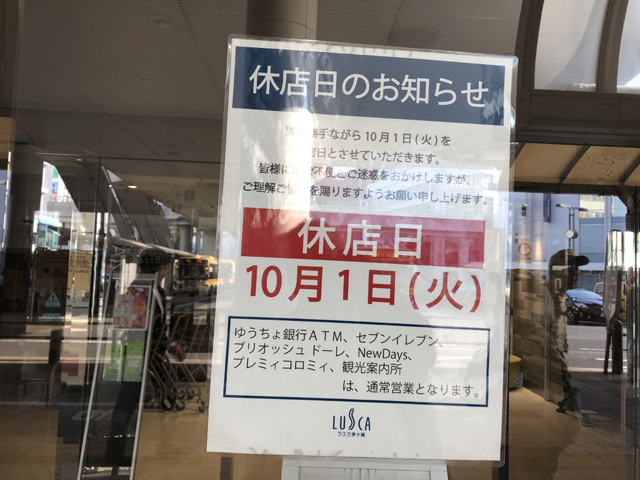 休店日のお知らせ
勝手ながら10月1日(火)を
店日とさせていただきます。
皆様には不便とご迷惑をおかけしますが、
ご理解ご を賜りますようお願い申し上げます。
休店日
10月1日(火)
ゆうちょ銀行ATM、セブンイレブン、
ブリオッシュ ドーレ、NewDays、
プレミィコロミィ、観光案内所
は、通常営業となります。
LUSCA
ラスカ茅ヶ崎